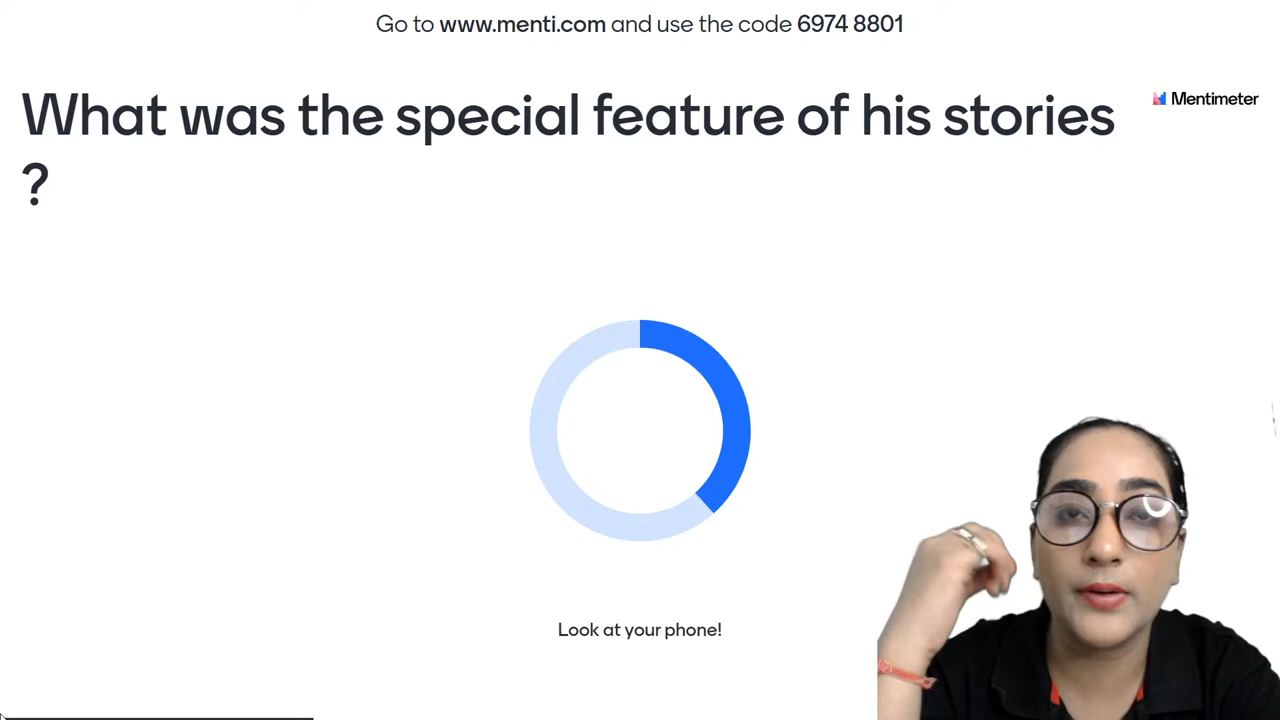 Go to www.menti.com and use the code 6974 8801
What was the special feature of his stories
?
Mentimeter
Look at your phone!